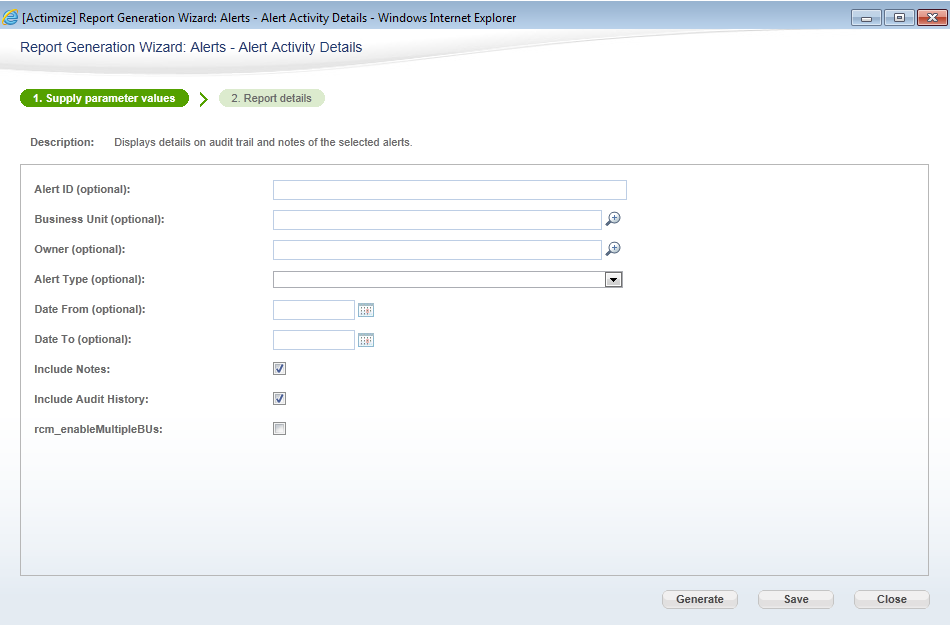 [Actimize] Report Generation Wizard: Alerts - Alert Activity Details - Windows Internet Explorer
Report Generation Wizard: Alerts - Alert Activity Details
1. Supply parameter values
2. Report details
Description: Displays details on audit trail and notes of the selected alerts.
Alert ID (optional):
Business Unit (optional):
Owner (optional):
Alert Type (optional):
Date From (optional):
Date To (optional):
Include Notes:
Include Audit History:
rcm_enableMultipleBUs:
Generate Save Close